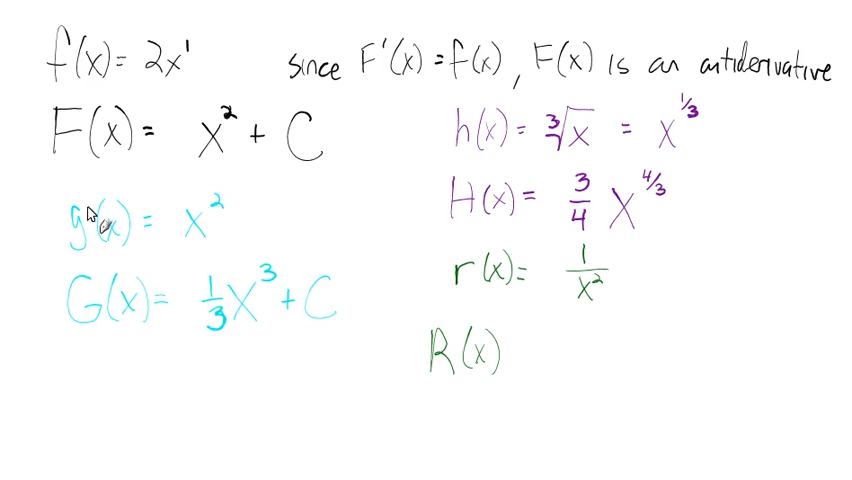 f(x) = 2x¹
since F'(x) = f(x), F(x) is an antiderivative
F(x) = x² + C
h(x) = ∛x = x^(1/3)
g(x) = x²
H(x) = 3/4 x^(4/3)
G(x) = 1/3 x³ + C
r(x) = 1/x²
R(x)